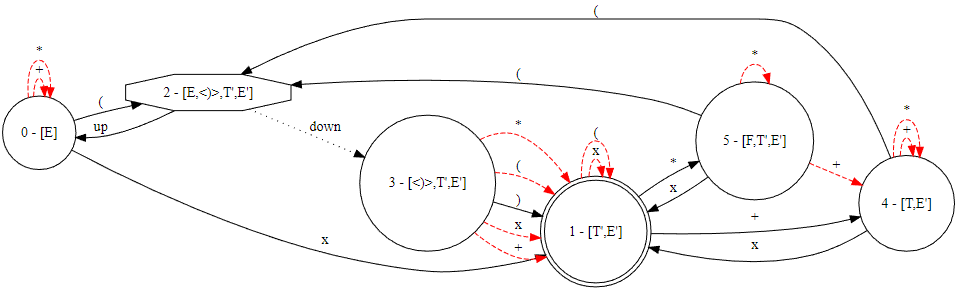 (
*
+
0 - [E]
(
up
2 - [E,<)>,T',E']
down
(
3 - [<)>,T',E']
*
(
)
x
+
(
x
1 - [T',E']
*
x
*
5 - [F,T',E']
+
+
x
*
+
4 - [T,E']
x